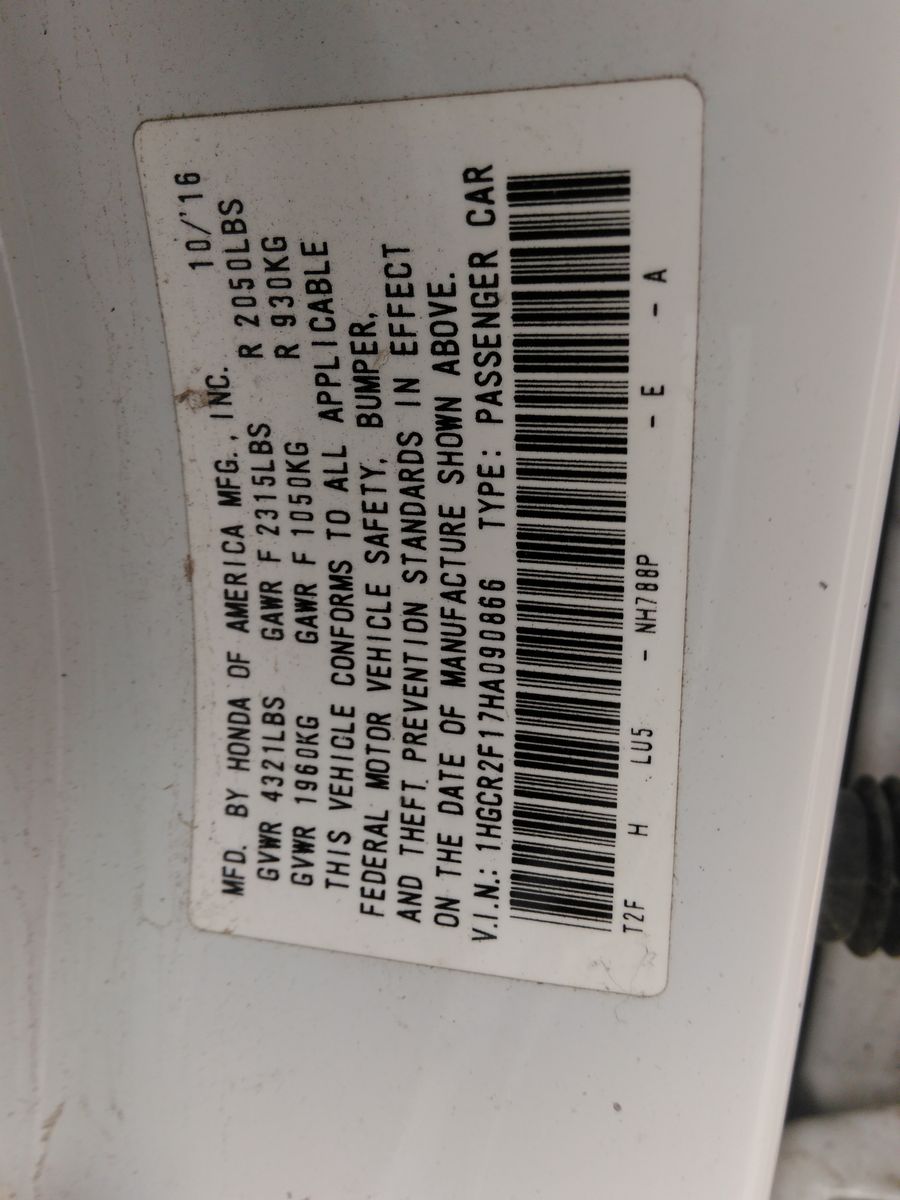 MFD. BY HONDA OF AMERICA MFG., INC. 10/'16
GVWR 4321LBS GAWR F 2315LBS R 2050LBS
GVWR 1960KG GAWR F 1050KG R 930KG
THIS VEHICLE CONFORMS TO ALL APPLICABLE
FEDERAL MOTOR VEHICLE SAFETY, BUMPER,
AND THEFT PREVENTION STANDARDS IN EFFECT
ON THE DATE OF MANUFACTURE SHOWN ABOVE.
V.I.N.: 1HGCR2F17HA090866 TYPE: PASSENGER CAR
T2F H LU5 - NH788P - E - A